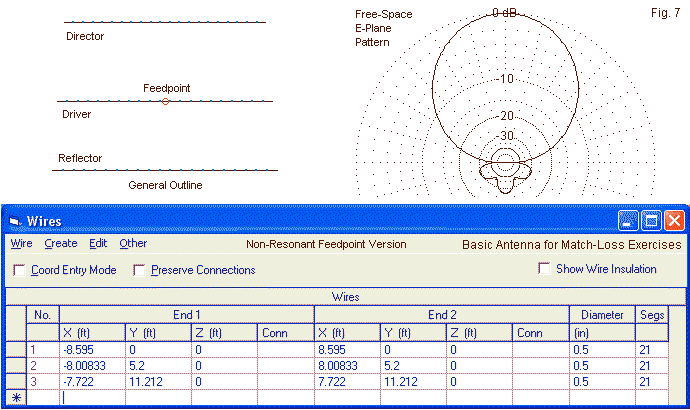 Director
Feedpoint
Driver
Reflector
General Outline
Free-Space
E-Plane
Pattern
0 dB
-10
-20
-30
Fig. 7
Wires
Wire Create Edit Other Non-Resonant Feedpoint Version Basic Antenna for Match-Loss Exercises
Coord Entry Mode Preserve Connections Show Wire Insulation
Wires
No. End 1 End 2 Diameter Segs
X (ft) Y (ft) Z (ft) Conn X (ft) Y (ft) Z (ft) Conn (in)
1 -8.595 0 0 8.595 0 0 0.5 21
2 -8.00833 5.2 0 8.00833 5.2 0 0.5 21
3 -7.722 11.212 0 7.722 11.212 0 0.5 21
*